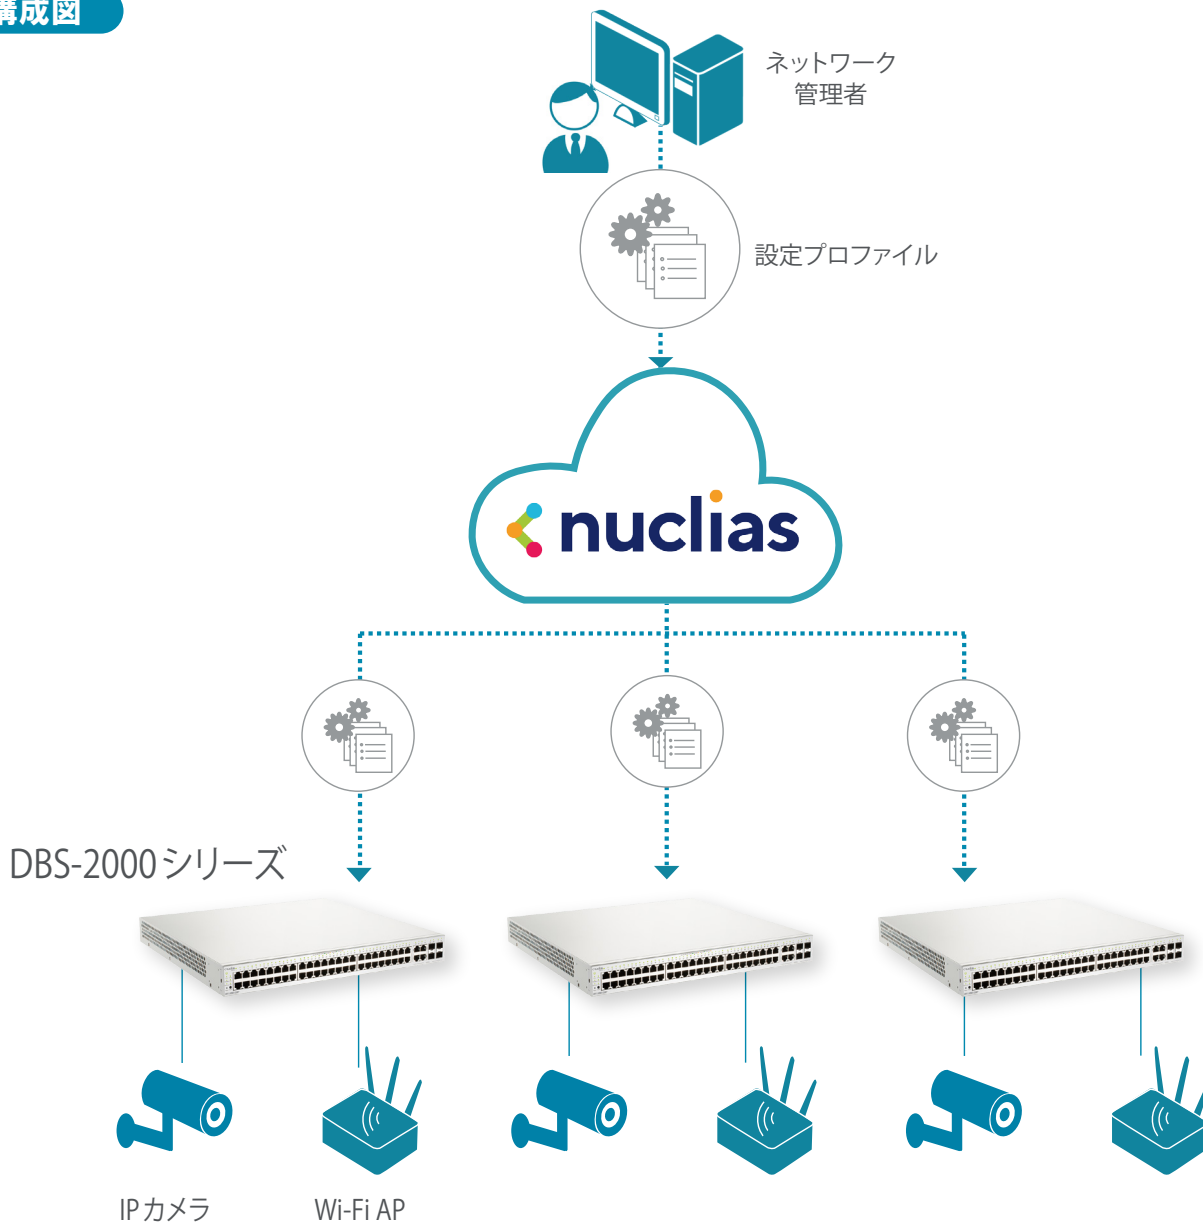 構成図
ネットワーク
管理者
設定プロファイル
nuclias
DBS-2000シリーズ
IPカメラ
Wi-Fi AP